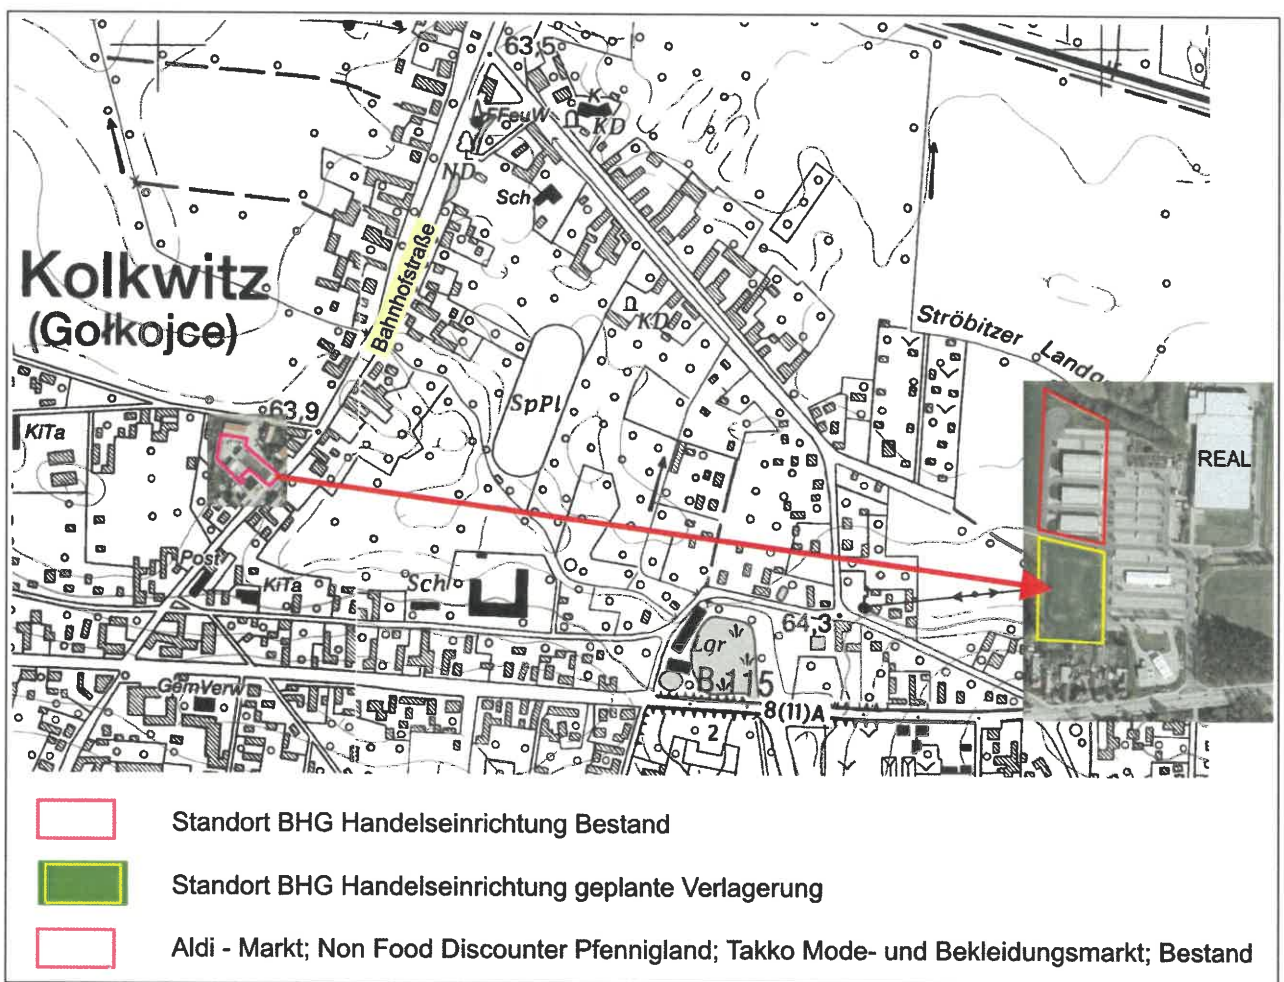 63,5
K
FFeuW
KD
ND
Sch
Bahnhofstraße
Kolkwitz
(Gołkojce)
KD
Ströbitzer Lando
SpPl
63,9
KiTa
REAL
Post
KiTa
Sch
64,3
Lgr
B 115
GemVerw
8(11)A
2
Standort BHG Handelseinrichtung Bestand
Standort BHG Handelseinrichtung geplante Verlagerung
Aldi - Markt; Non Food Discounter Pfennigland; Takko Mode- und Bekleidungsmarkt; Bestand